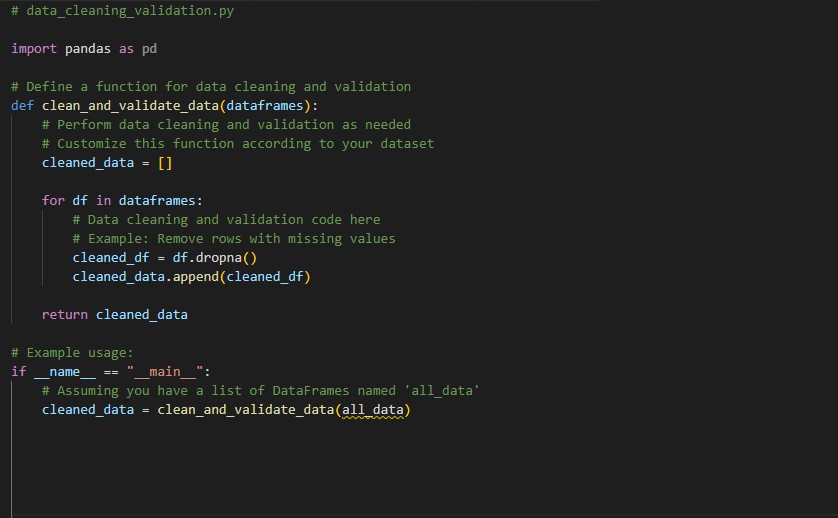 # data_cleaning_validation.py
import pandas as pd
# Define a function for data cleaning and validation
def clean_and_validate_data(dataframes):
# Perform data cleaning and validation as needed
# Customize this function according to your dataset
cleaned_data = []
for df in dataframes:
# Data cleaning and validation code here
# Example: Remove rows with missing values
cleaned_df = df.dropna()
cleaned_data.append(cleaned_df)
return cleaned_data
# Example usage:
if __name__ == "__main__":
# Assuming you have a list of DataFrames named 'all_data'
cleaned_data = clean_and_validate_data(all_data)